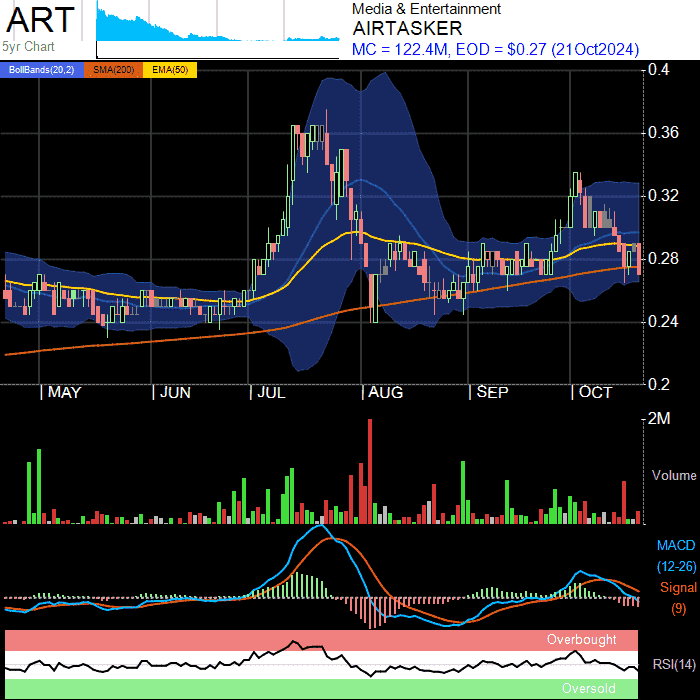 ART
5yr Chart
Media & Entertainment
AIRTASKER
MC = 122.4M, EOD = $0.27 (21Oct2024)
BollBands(20,2) SMA(200) EMA(50)
0.4
0.36
0.32
0.28
0.24
0.2
MAY JUN JUL AUG SEP OCT
2M
Volume
MACD
(12-26)
Signal
(9)
Overbought
RSI(14)
Oversold